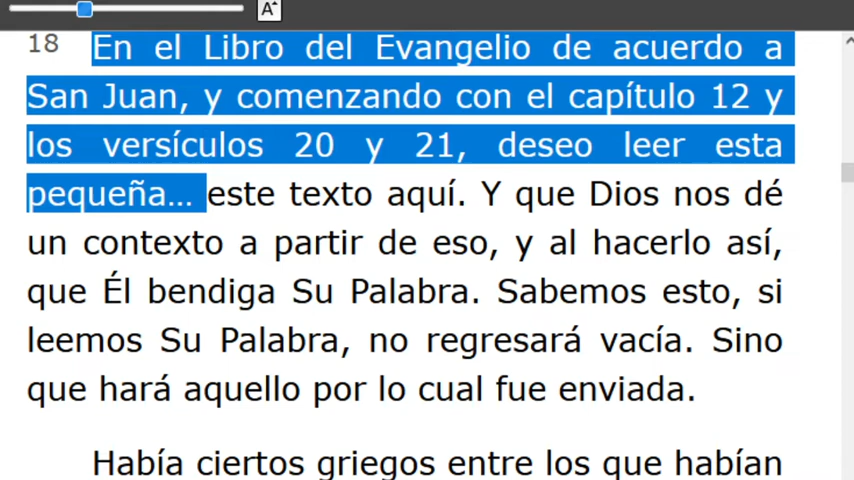 A
18 En el Libro del Evangelio de acuerdo a
San Juan, y comenzando con el capítulo 12 y
los versículos 20 y 21, deseo leer esta
pequeña... este texto aquí. Y que Dios nos dé
un contexto a partir de eso, y al hacerlo así,
que Él bendiga Su Palabra. Sabemos esto, si
leemos Su Palabra, no regresará vacía. Sino
que hará aquello por lo cual fue enviada.
Había ciertos griegos entre los que habían